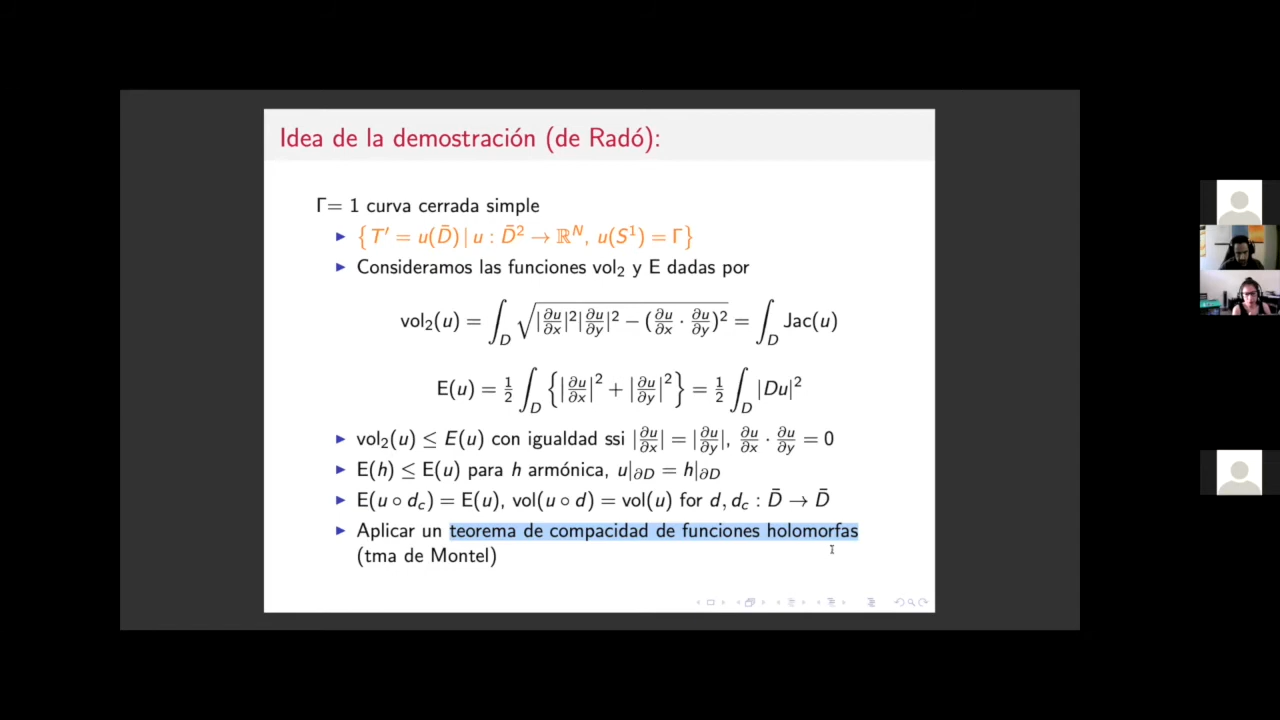 Idea de la demostración (de Radó):
Γ= 1 curva cerrada simple
▶ { T′ = u(D̄) | u : D̄² → ℝᴺ, u(S¹) = Γ }
▶ Consideramos las funciones vol₂ y E dadas por
vol₂(u) = ∫_D √(|∂u/∂x|²|∂u/∂y|² − (∂u/∂x · ∂u/∂y)²) = ∫_D Jac(u)
E(u) = ½ ∫_D {|∂u/∂x|² + |∂u/∂y|²} = ½ ∫_D |Du|²
▶ vol₂(u) ≤ E(u) con igualdad ssi |∂u/∂x| = |∂u/∂y|, ∂u/∂x · ∂u/∂y = 0
▶ E(h) ≤ E(u) para h armónica, u|∂D = h|∂D
▶ E(u ∘ d_c) = E(u), vol(u ∘ d) = vol(u) for d, d_c : D̄ → D̄
▶ Aplicar un teorema de compacidad de funciones holomorfas
(tma de Montel)